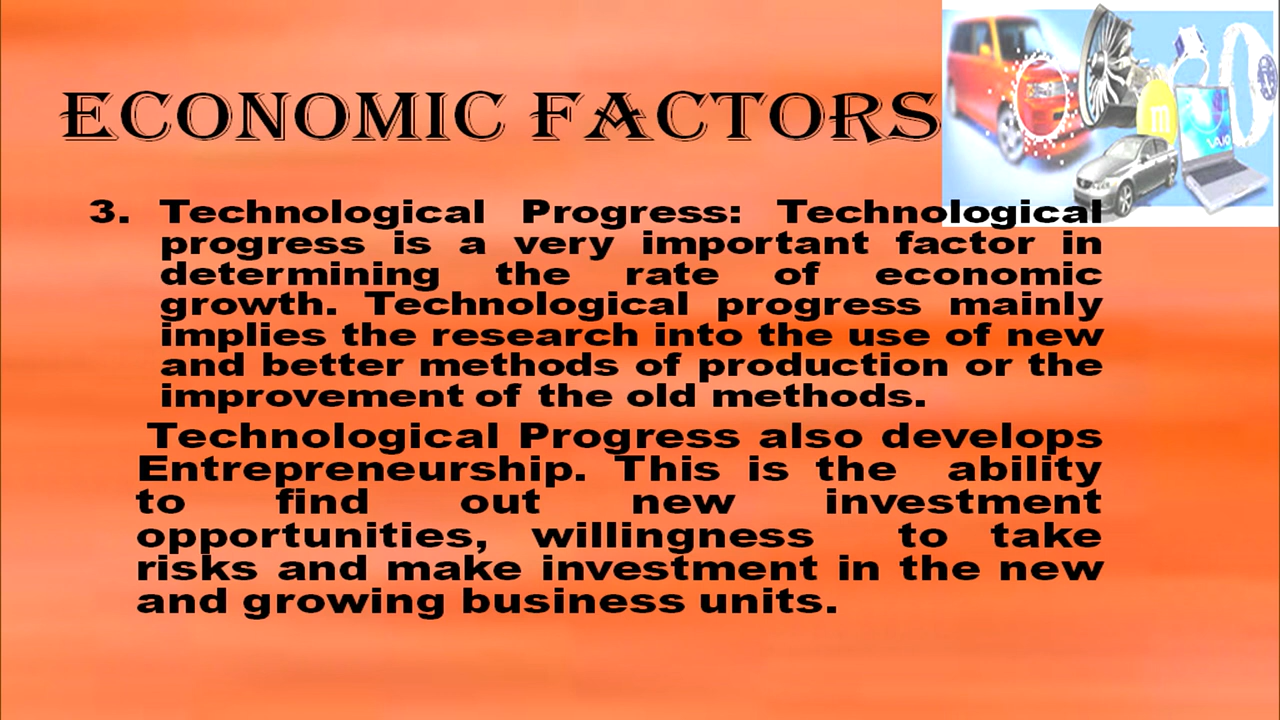 ECONOMIC FACTORS
3. Technological Progress: Technological
progress is a very important factor in
determining the rate of economic
growth. Technological progress mainly
implies the research into the use of new
and better methods of production or the
improvement of the old methods.
Technological Progress also develops
Entrepreneurship. This is the ability
to find out new investment
opportunities, willingness to take
risks and make investment in the new
and growing business units.
m
VAIO